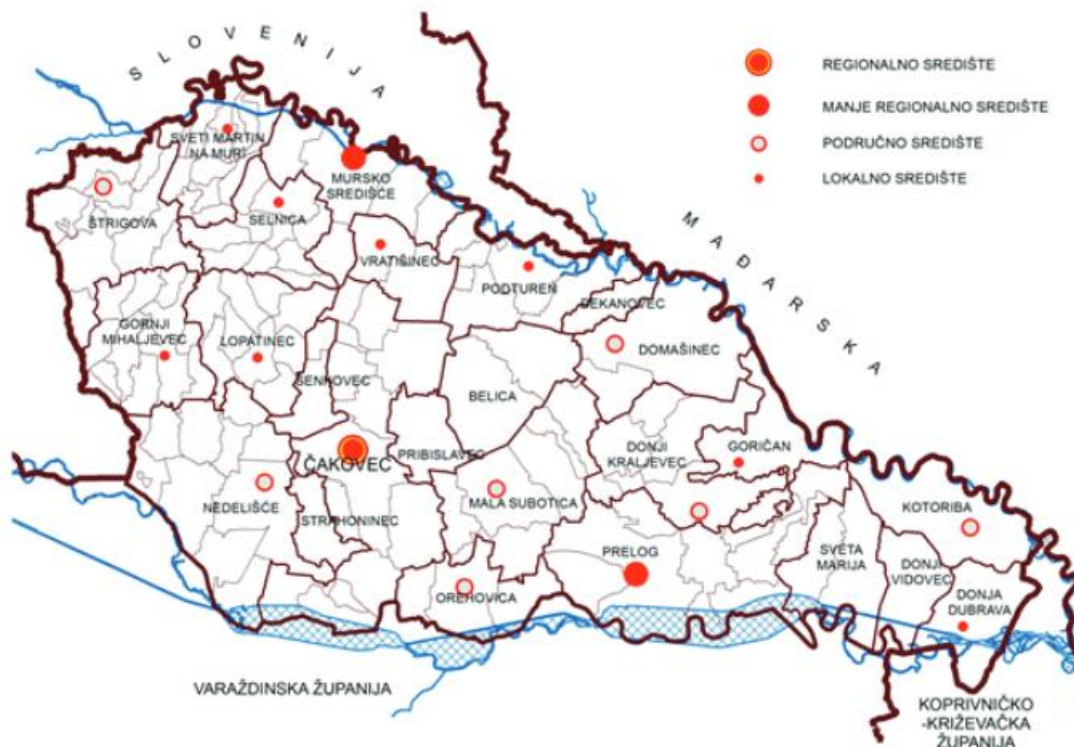 SLOVENIJA
MAĐARSKA
REGIONALNO SREDIŠTE
MANJE REGIONALNO SREDIŠTE
PODRUČNO SREDIŠTE
LOKALNO SREDIŠTE
SVETI MARTIN
NA MURI
MURSKO
SREDIŠĆE
ŠTRIGOVA
SELNICA
VRATIŠINEC
PODTUREN
DEKANOVEC
GORNJI
MIHALJEVEC
LOPATINEC
DOMAŠINEC
ŠENKOVEC
BELICA
ČAKOVEC
PRIBISLAVEC
DONJI
KRALJEVEC
GORIČAN
NEDELIŠĆE
STRAHONINEC
MALA SUBOTICA
KOTORIBA
PRELOG
SVETA
MARIJA
DONJI
VIDOVEC
OREHOVICA
DONJA
DUBRAVA
VARAŽDINSKA ŽUPANIJA
KOPRIVNIČKO
-KRIŽEVAČKA
ŽUPANIJA